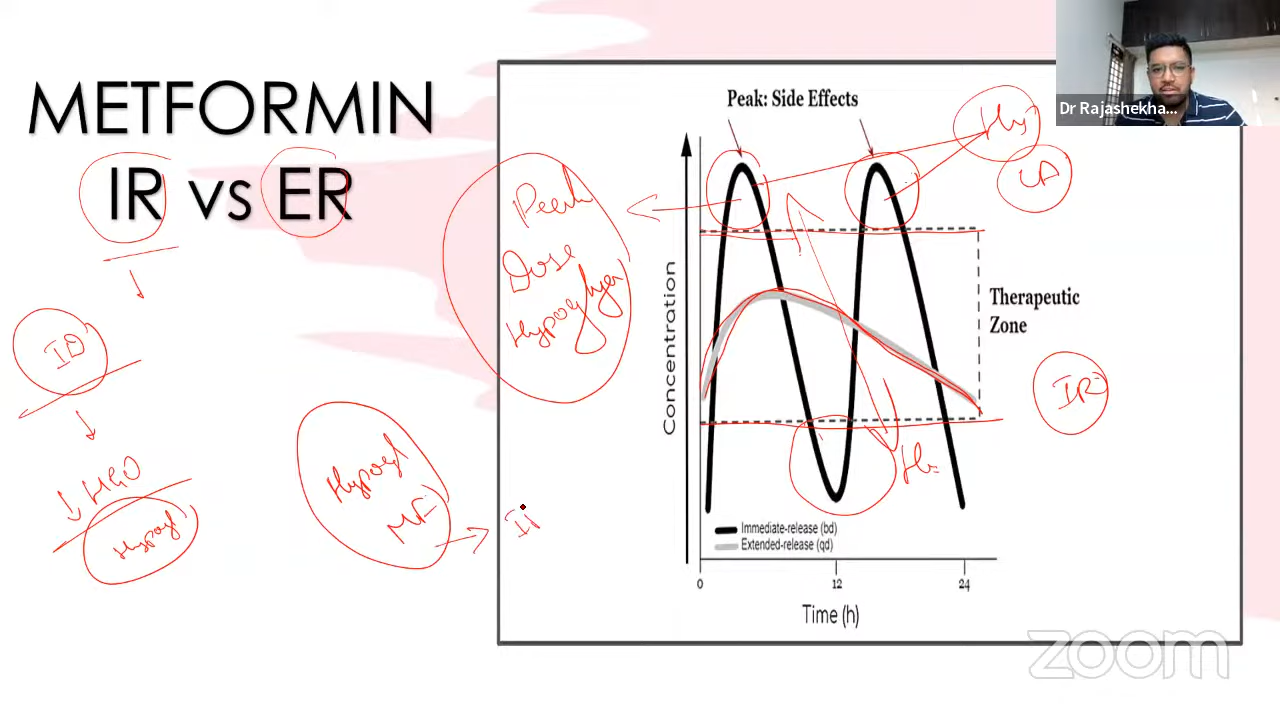 METFORMIN
IR vs ER
Peak: Side Effects
Dr Rajashekha...
Peak
Dose
Therapeutic
Zone
Concentration
IR
Immediate-release (bd)
Extended-release (qd)
0
12
24
Time (h)
zoom